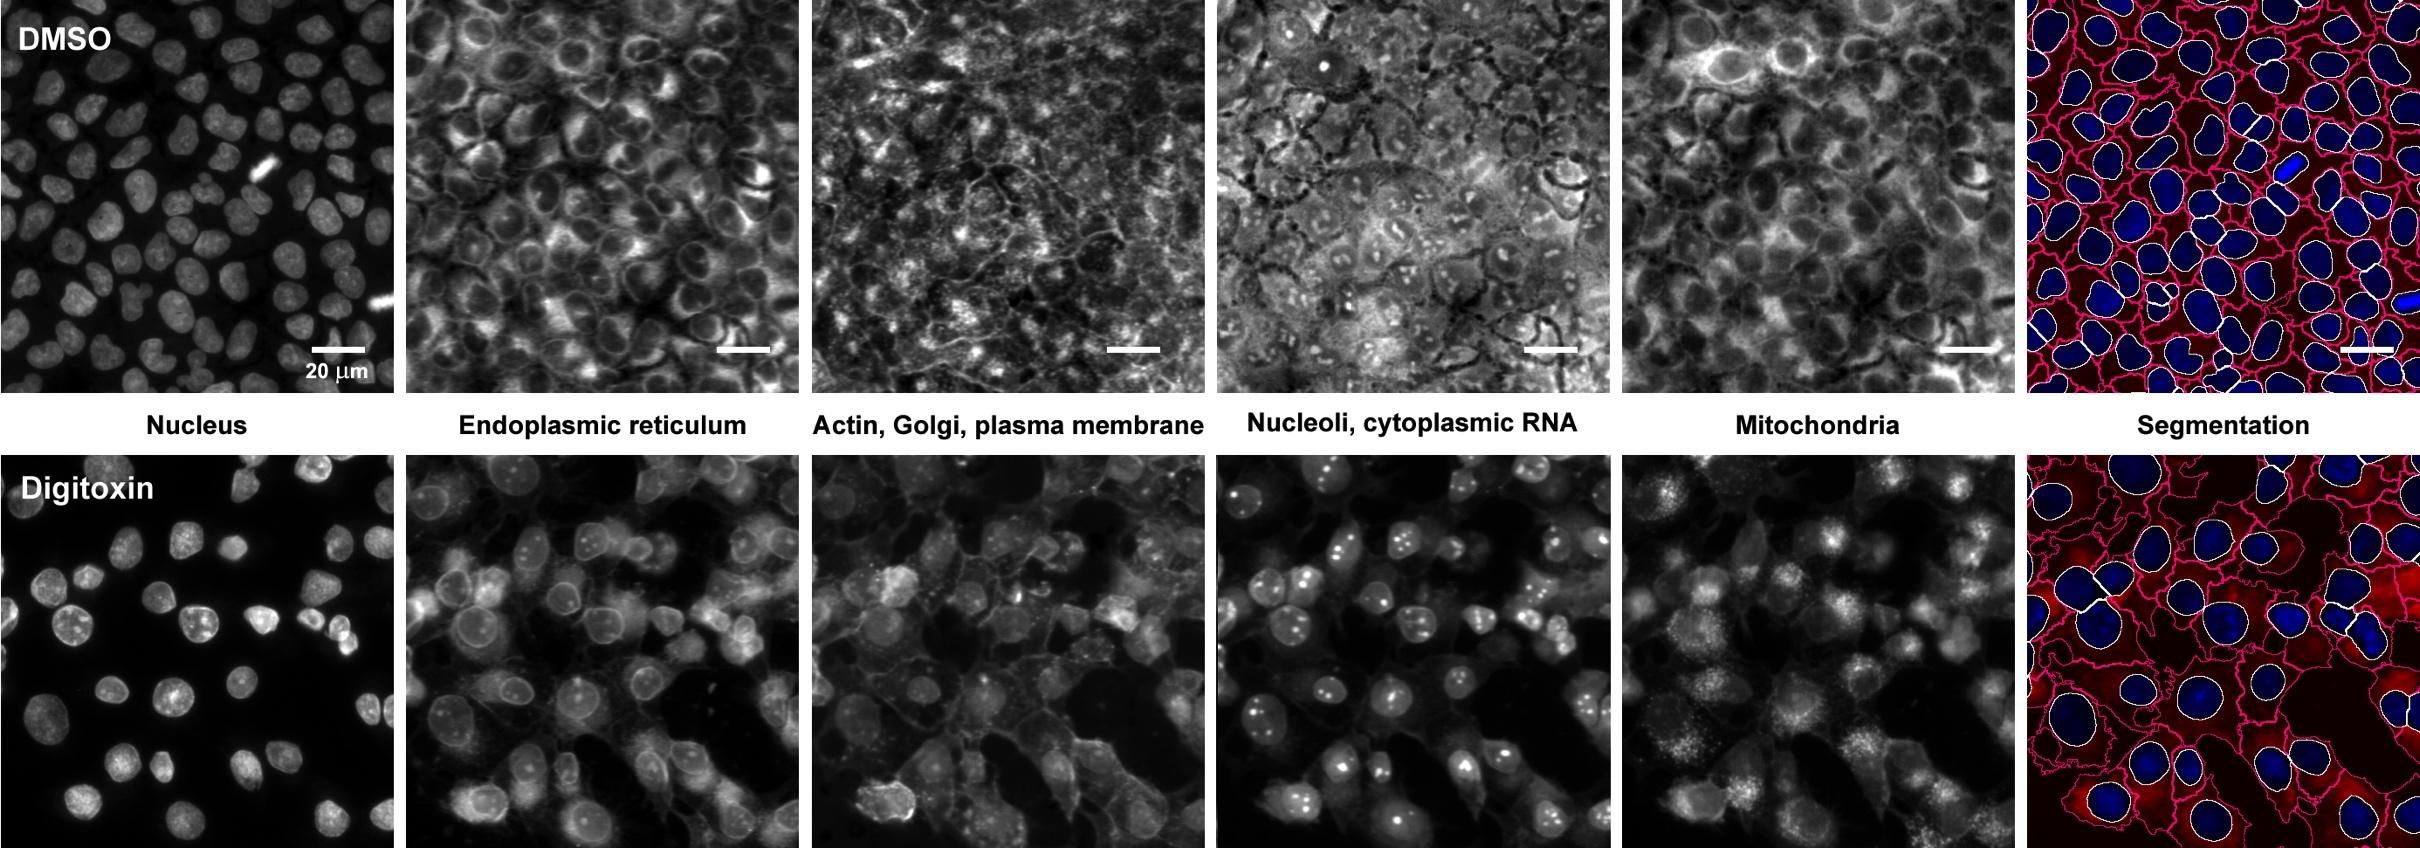 DMSO
20 μm
Nucleus
Endoplasmic reticulum
Actin, Golgi, plasma membrane
Nucleoli, cytoplasmic RNA
Mitochondria
Segmentation
Digitoxin